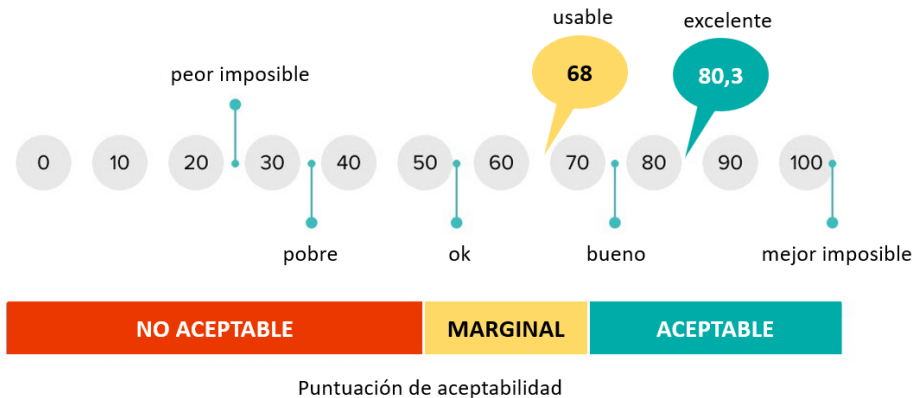 usable
excelente
68
80,3
peor imposible
0 10 20 30 40 50 60 70 80 90 100
pobre
ok
bueno
mejor imposible
NO ACEPTABLE
MARGINAL
ACEPTABLE
Puntuación de aceptabilidad